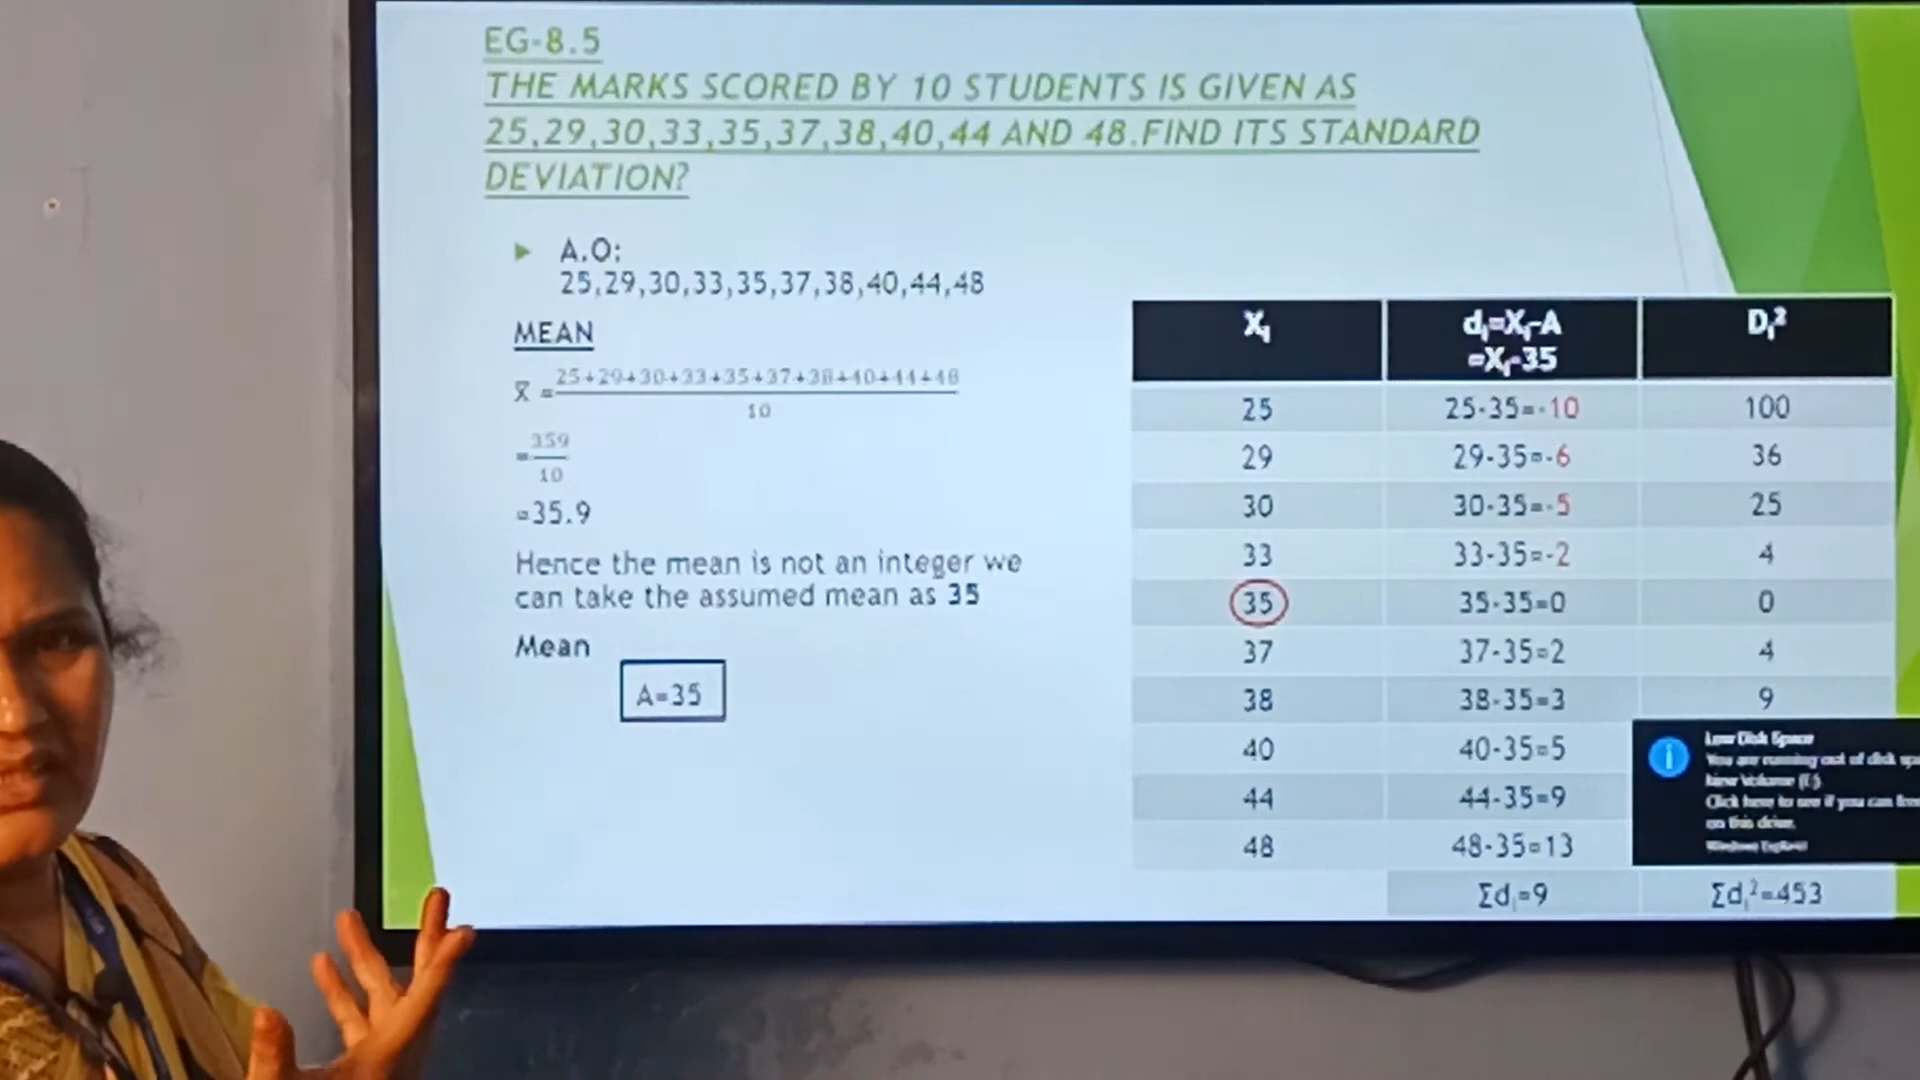 EG-8.5
THE MARKS SCORED BY 10 STUDENTS IS GIVEN AS
25,29,30,33,35,37,38,40,44 AND 48.FIND ITS STANDARD
DEVIATION?
A.O:
25,29,30,33,35,37,38,40,44,48
MEAN
x̄ = 25+29+30+33+35+37+38+40+44+48
10
= 359
10
=35.9
Hence the mean is not an integer we
can take the assumed mean as 35
Mean
A=35
Xᵢ dᵢ=Xᵢ-A Dᵢ²
=Xᵢ-35
25 25-35=-10 100
29 29-35=-6 36
30 30-35=-5 25
33 33-35=-2 4
35 35-35=0 0
37 37-35=2 4
38 38-35=3 9
40 40-35=5
44 44-35=9
48 48-35=13
Σdᵢ=9 Σdᵢ²=453
Low Disk Space
You are running out of disk
New Volume (E:)
Click here to see if you can
on this drive.
Windows Explorer